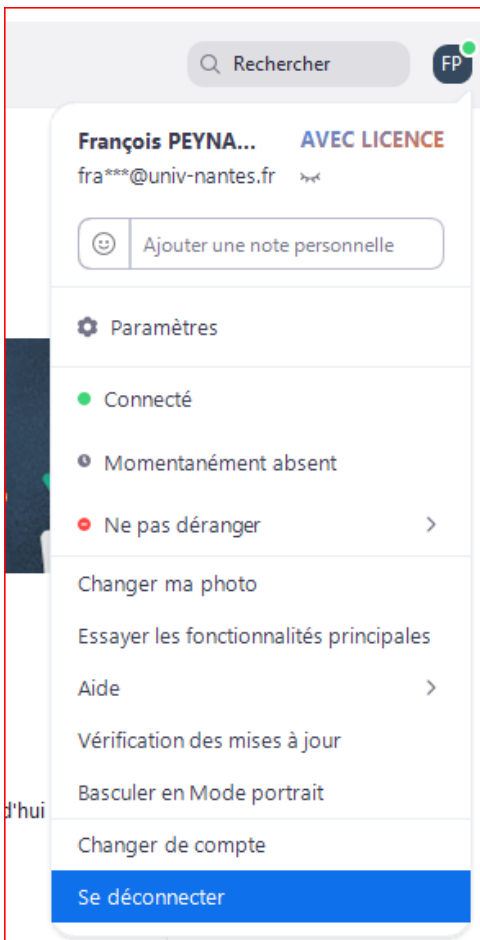 Rechercher
FP
François PEYNA... AVEC LICENCE
fra***@univ-nantes.fr
Ajouter une note personnelle
Paramètres
Connecté
Momentanément absent
Ne pas déranger
Changer ma photo
Essayer les fonctionnalités principales
Aide
Vérification des mises à jour
Basculer en Mode portrait
d'hui
Changer de compte
Se déconnecter